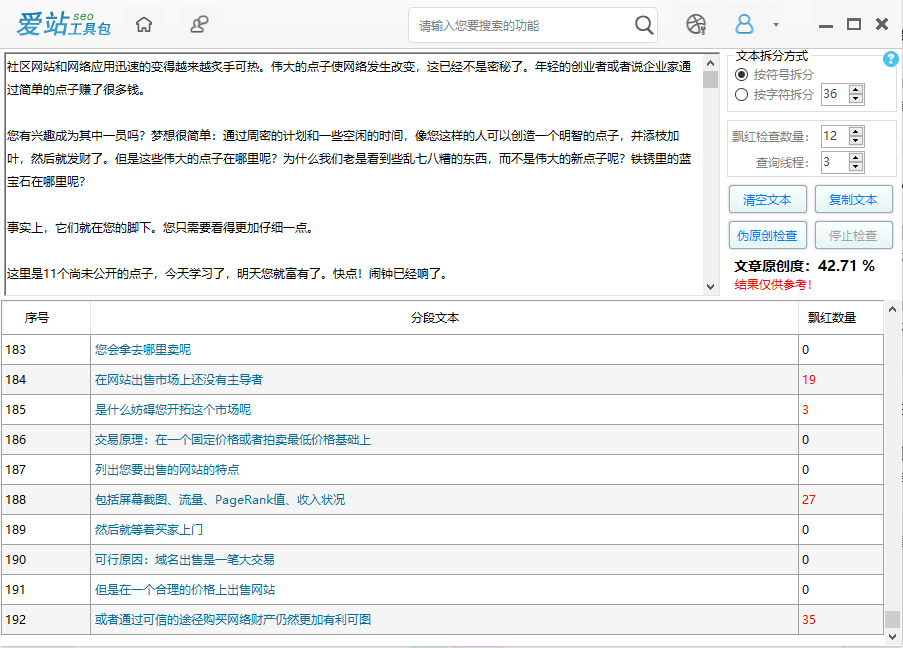 爱站 seo 工具包
请输入您要搜索的功能
社区网站和网络应用迅速的变得越来越炙手可热。伟大的点子使网络发生改变，这已经不是密秘了。年轻的创业者或者说企业家通
过简单的点子赚了很多钱。
您有兴趣成为其中一员吗？梦想很简单：通过周密的计划和一些空闲的时间，像您这样的人可以创造一个明智的点子，并添枝加
叶，然后就发财了。但是这些伟大的点子在哪里呢？为什么我们老是看到些乱七八糟的东西，而不是伟大的新点子呢？铁锈里的蓝
宝石在哪里呢？
事实上，它们就在您的脚下。您只需要看得更加仔细一点。
这里是11个尚未公开的点子，今天学习了，明天您就富有了。快点！闹钟已经响了。
文本拆分方式
按符号拆分
按字符拆分 36
飘红检查数量： 12
查询线程： 3
清空文本 复制文本
伪原创检查 停止检查
文章原创度：42.71 %
结果仅供参考！
序号 分段文本 飘红数量
183 您会拿去哪里卖呢 0
184 在网站出售市场上还没有主导者 19
185 是什么妨碍您开拓这个市场呢 3
186 交易原理：在一个固定价格或者拍卖最低价格基础上 0
187 列出您要出售的网站的特点 0
188 包括屏幕截图、流量、PageRank值、收入状况 27
189 然后就等着买家上门 0
190 可行原因：域名出售是一笔大交易 0
191 但是在一个合理的价格上出售网站 0
192 或者通过可信的途径购买网络财产仍然更加有利可图 35